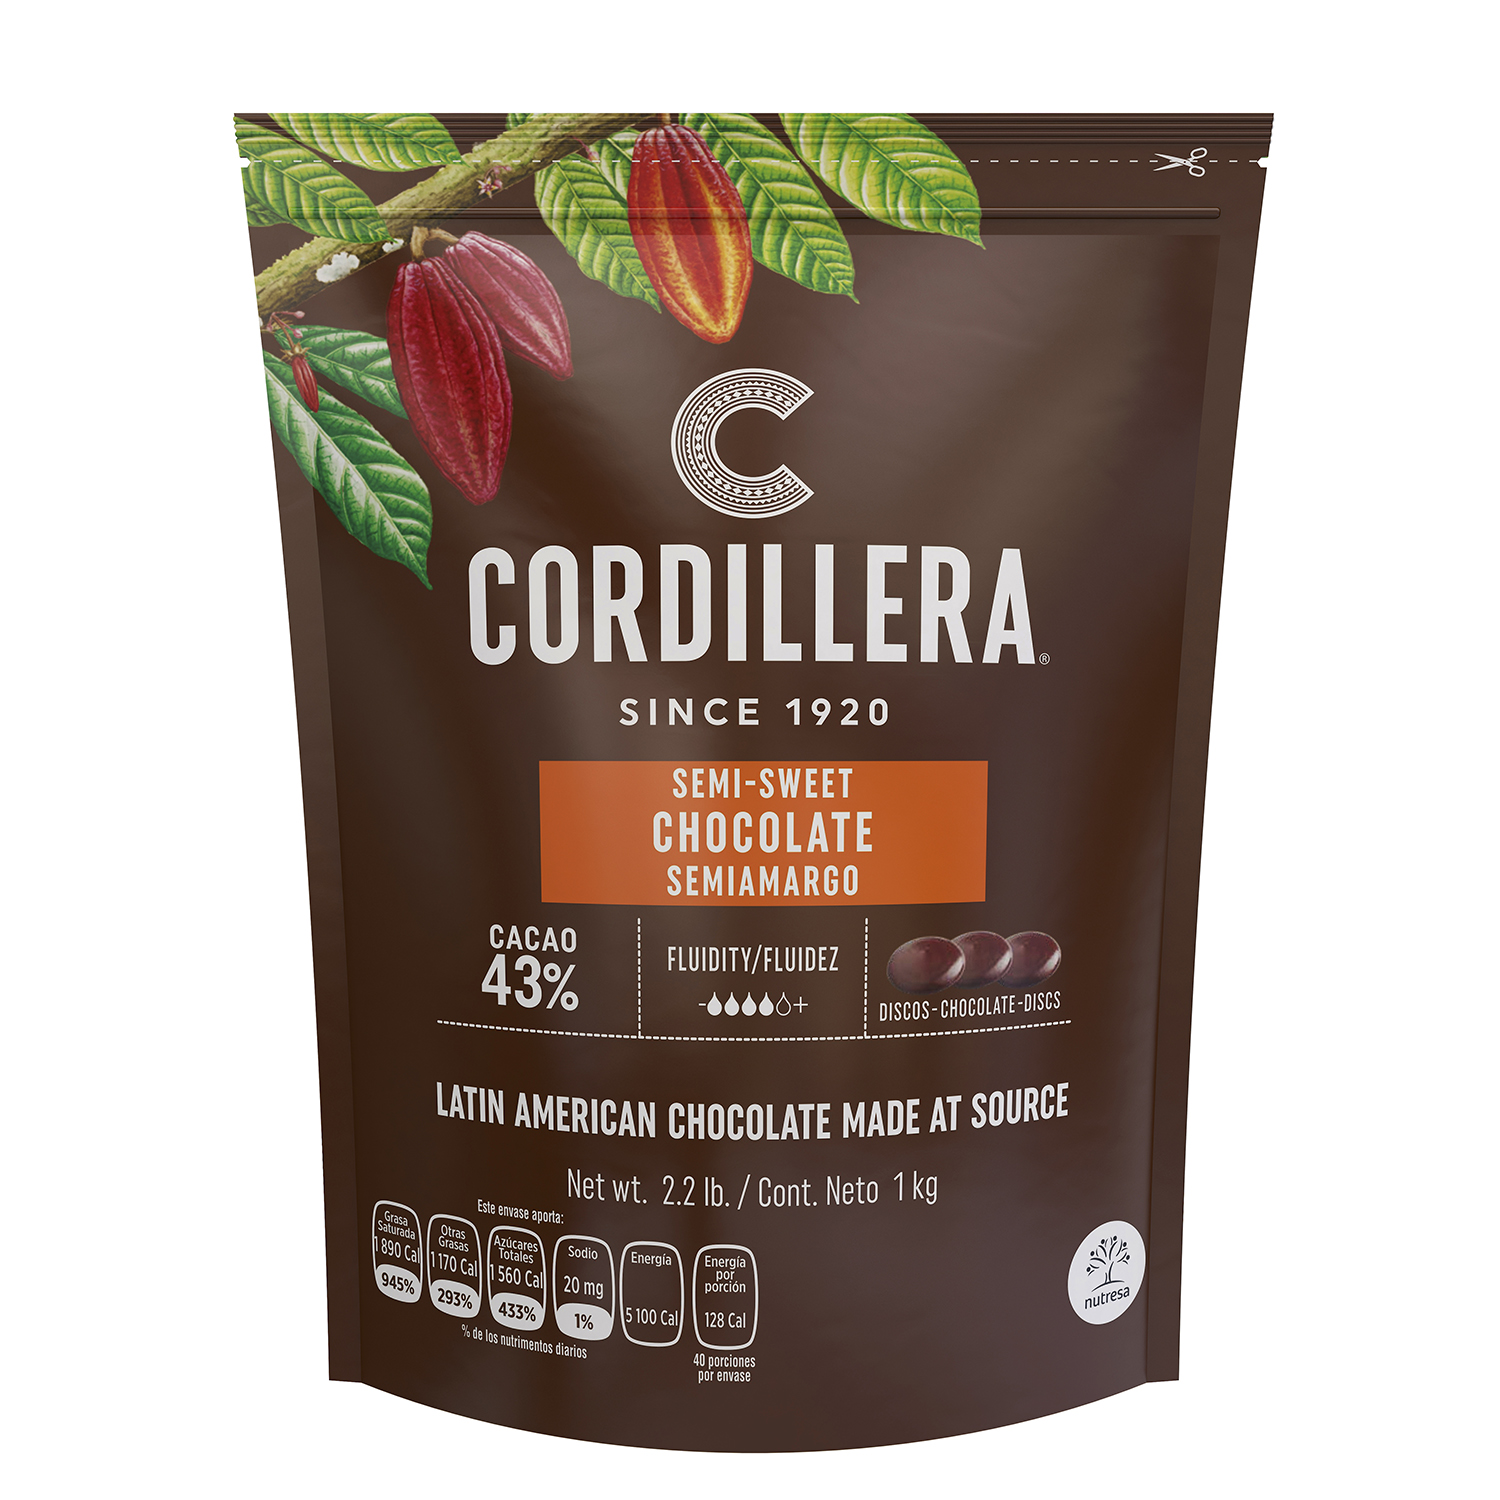 C
CORDILLERA®
SINCE 1920
SEMI-SWEET
CHOCOLATE
SEMIAMARGO
CACAO
43%
FLUIDITY/FLUIDEZ
- +
DISCOS-CHOCOLATE-DISCS
LATIN AMERICAN CHOCOLATE MADE AT SOURCE
Net wt. 2.2 lb. / Cont. Neto 1 kg
Este envase aporta:
Grasa
Saturada
1 890 Cal
945%
Otras
Grasas
1 170 Cal
293%
Azúcares
Totales
1 560 Cal
433%
Sodio
20 mg
1%
Energía
5 100 Cal
Energía
por
porción
128 Cal
% de los nutrimentos diarios
40 porciones
por envase
nutresa